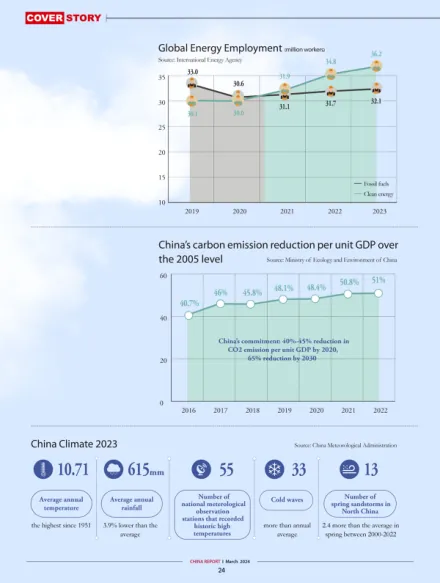 COVER STORY
Global Energy Employment (million workers)
Source: International Energy Agency
35
30
25
20
15
10
33.0
30.6
31.9
34.8
36.2
30.1
30.0
31.1
31.7
32.1
Fossil fuels
Clean energy
2019 2020 2021 2022 2023
China's carbon emission reduction per unit GDP over
the 2005 level
Source: Ministry of Ecology and Environment of China
60
40
20
0
40.7% 46% 45.8% 48.1% 48.4% 50.8% 51%
China's commitment: 40%-45% reduction in
CO2 emission per unit GDP by 2020,
65% reduction by 2030
2016 2017 2018 2019 2020 2021 2022
China Climate 2023
Source: China Meteorological Administration
10.71
Average annual
temperature
the highest since 1951
615mm
Average annual
rainfall
3.9% lower than the
average
55
Number of
national meterological
observation
stations that recorded
historic high
temperatures
33
Cold waves
more than annual
average
13
Number of
spring sandstorms in
North China
2.4 more than the average in
spring between 2000-2022
CHINA REPORT | March 2024
24